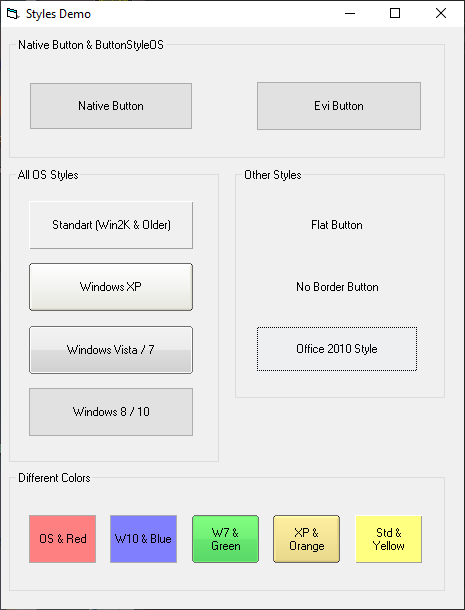 Styles Demo
Native Button & ButtonStyleOS
Native Button
Evi Button
All OS Styles
Standart (Win2K & Older)
Windows XP
Windows Vista / 7
Windows 8 / 10
Other Styles
Flat Button
No Border Button
Office 2010 Style
Different Colors
OS & Red
W10 & Blue
W7 &
Green
XP &
Orange
Std &
Yellow